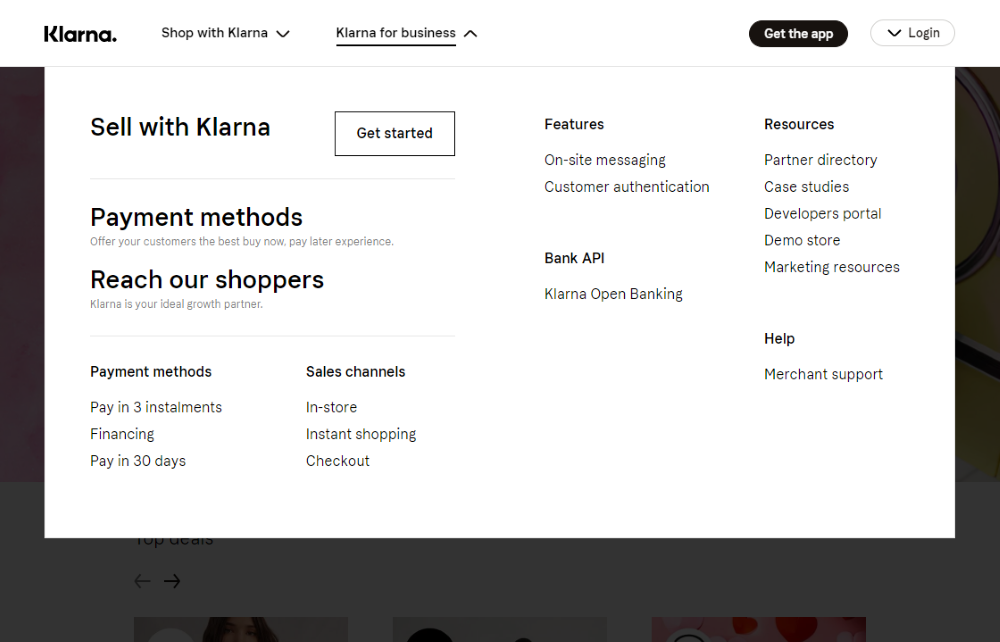 Klarna.
Shop with Klarna
Klarna for business
Get the app
Login
Sell with Klarna
Get started
Payment methods
Offer your customers the best buy now, pay later experience.
Reach our shoppers
Klarna is your ideal growth partner.
Payment methods
Pay in 3 instalments
Financing
Pay in 30 days
Sales channels
In-store
Instant shopping
Checkout
Features
On-site messaging
Customer authentication
Bank API
Klarna Open Banking
Resources
Partner directory
Case studies
Developers portal
Demo store
Marketing resources
Help
Merchant support
Top deals